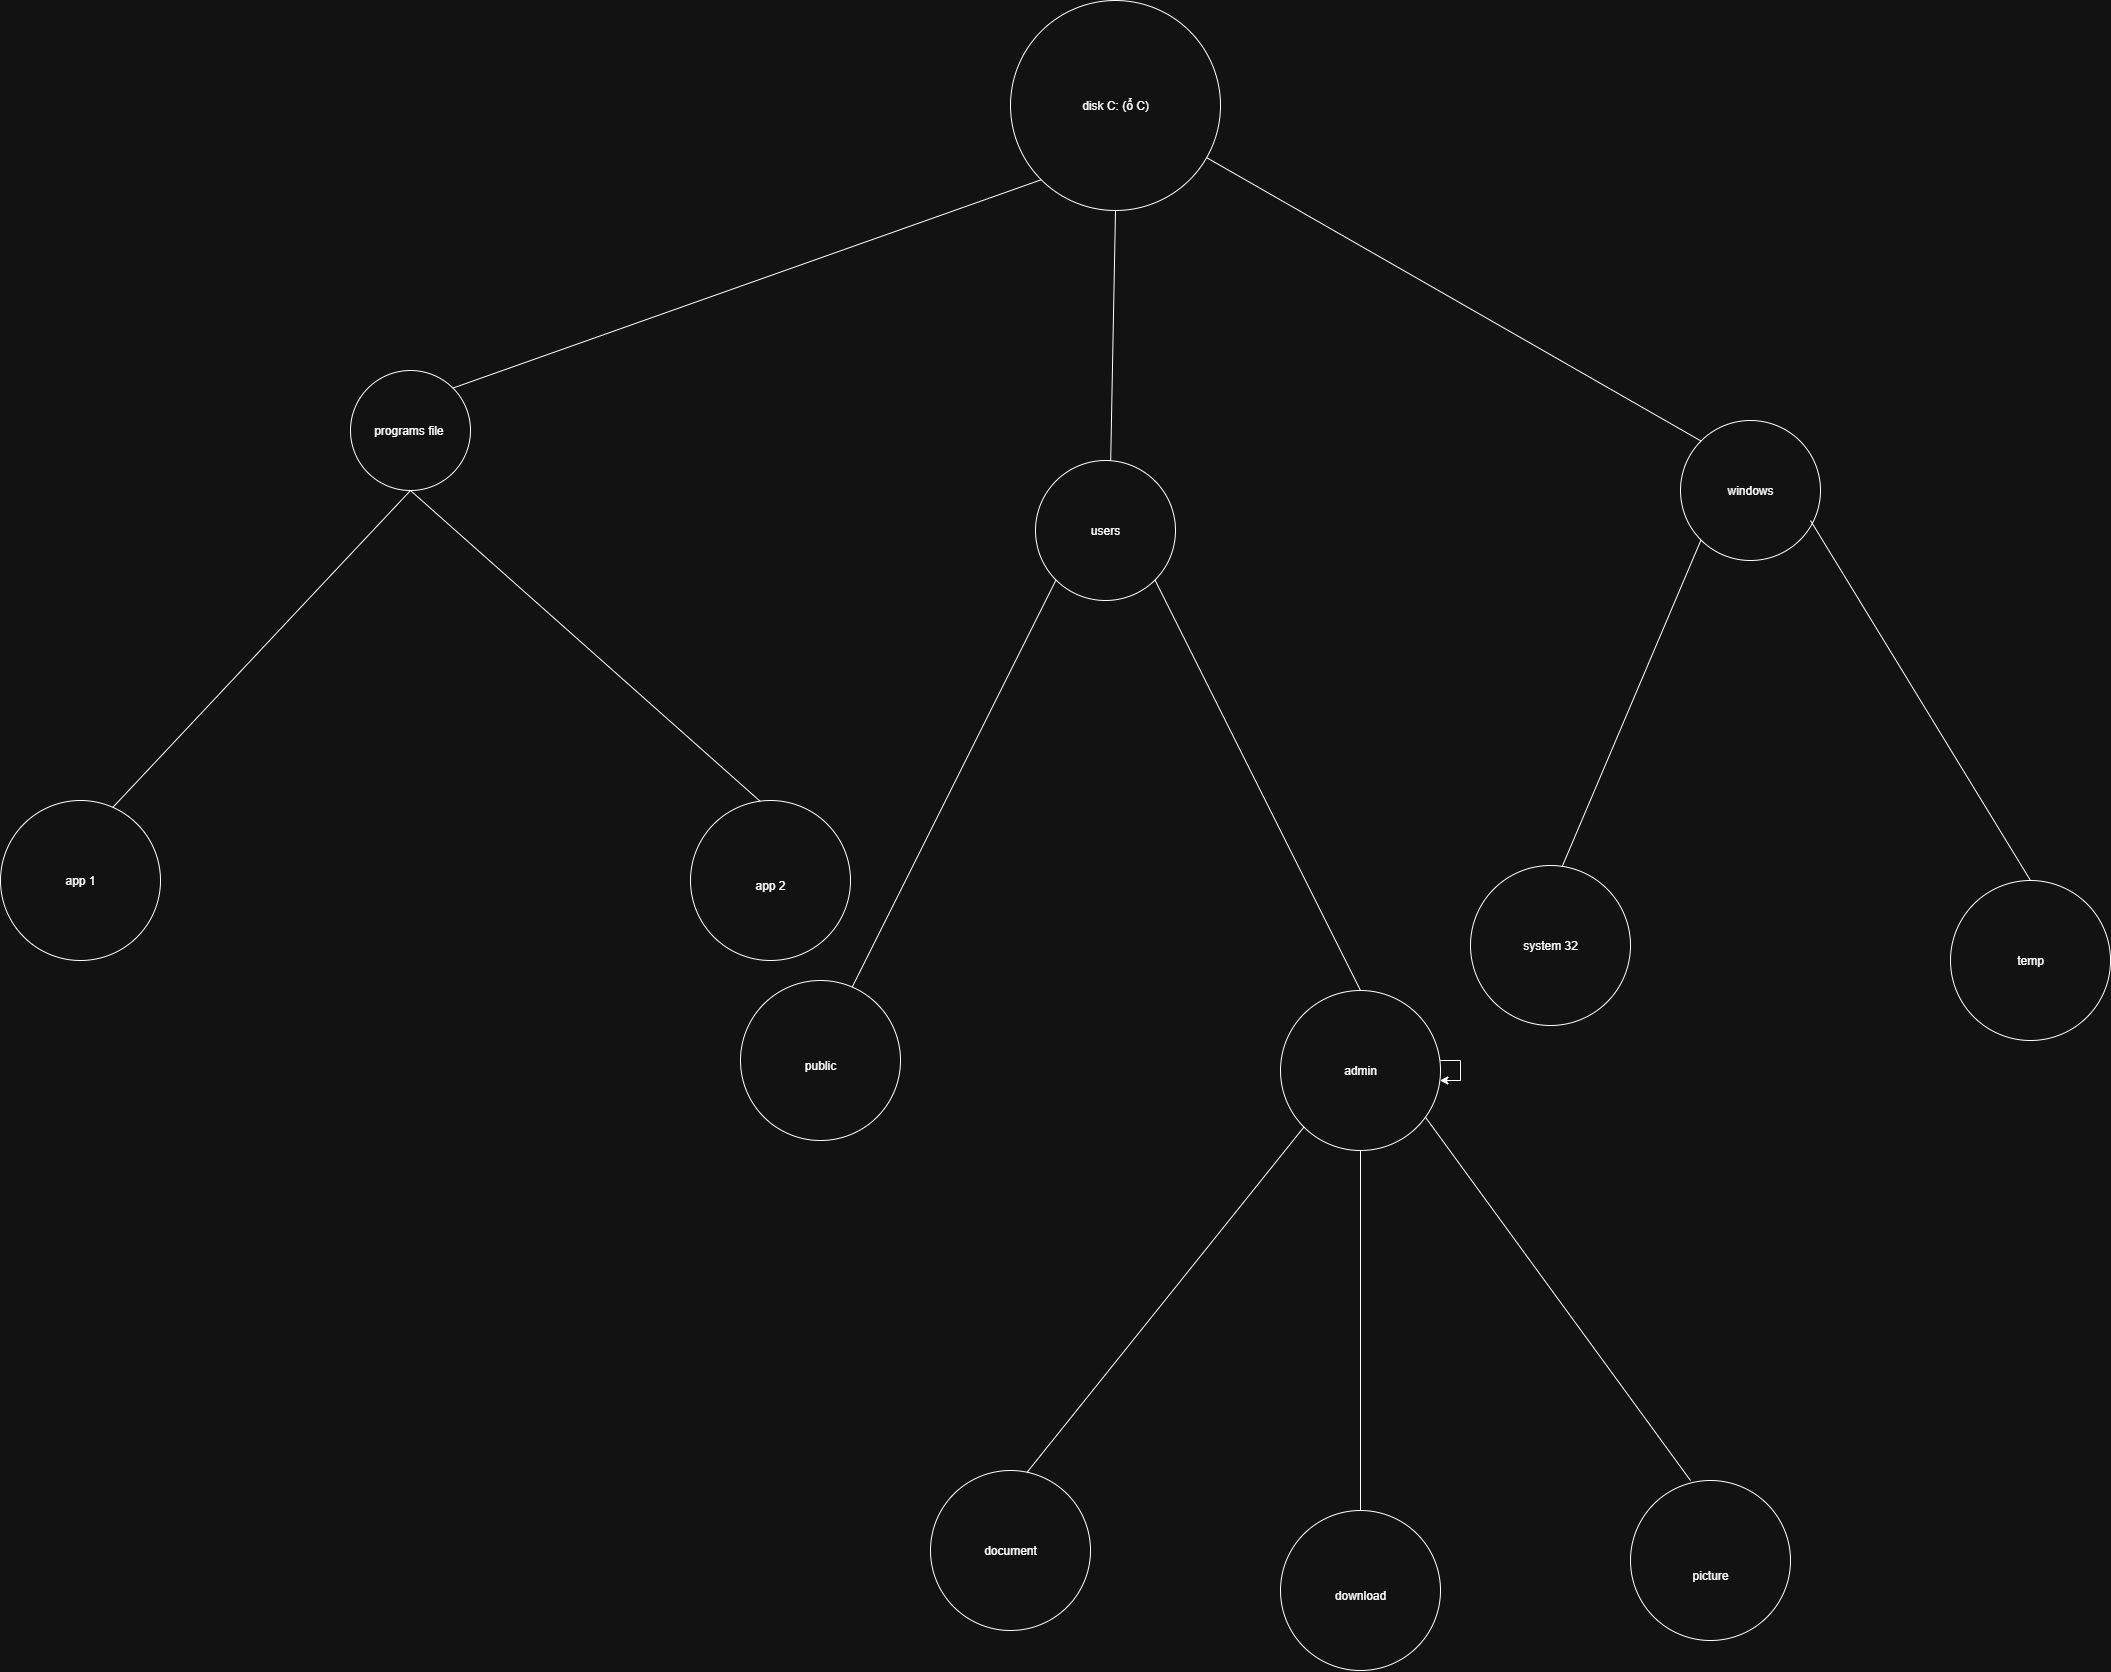 disk C: (ổ C)
programs file
users
windows
app 1
app 2
public
admin
system 32
temp
document
download
picture